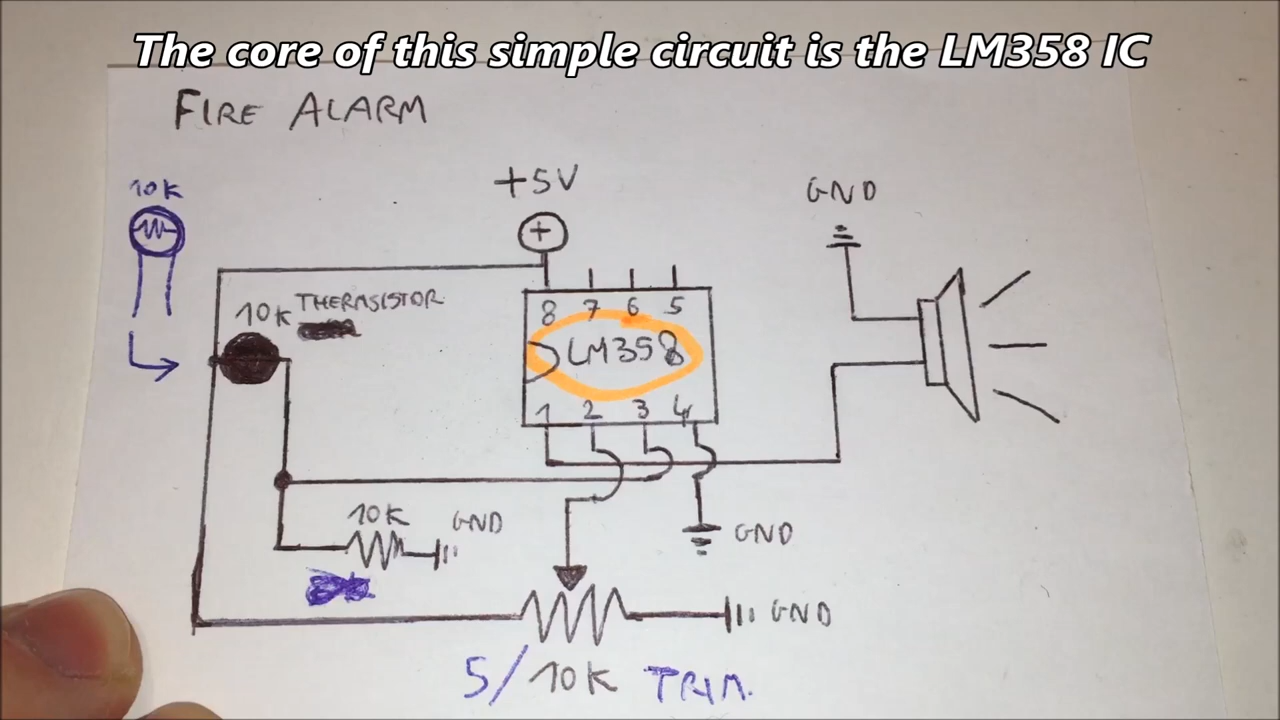 The core of this simple circuit is the LM358 IC
FIRE ALARM
10K
+5V
GND
10K THERMSISTOR
8 7 6 5
LM358
1 2 3 4
10K GND
GND
GND
5/10K TRIM.